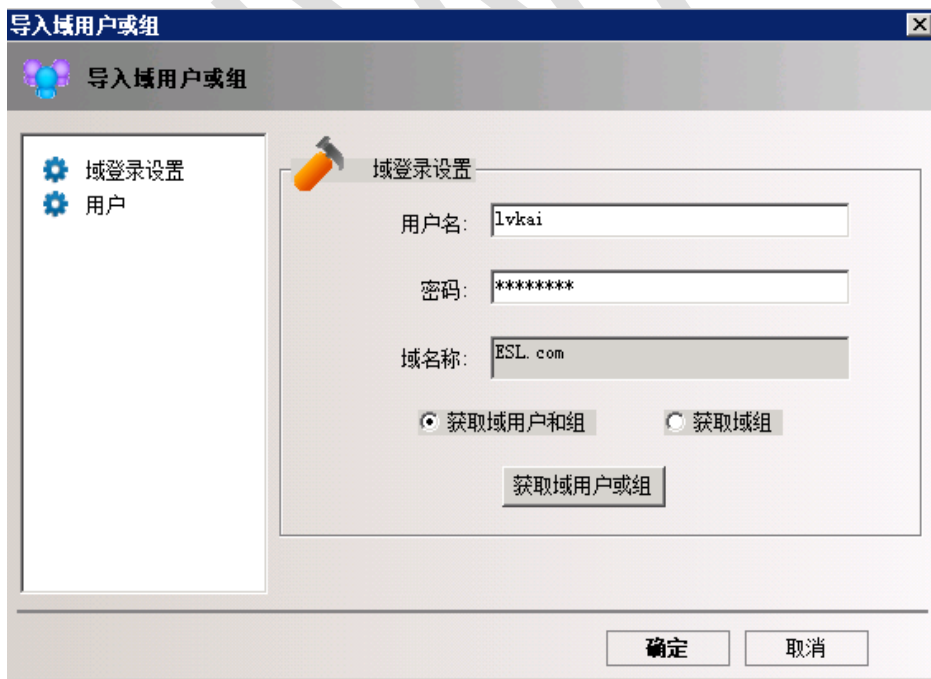 导入域用户或组
导入域用户或组
域登录设置
用户
域登录设置
用户名:
lvkai
密码:
********
域名称:
ESL.com
获取域用户和组
获取域组
获取域用户或组
确定
取消